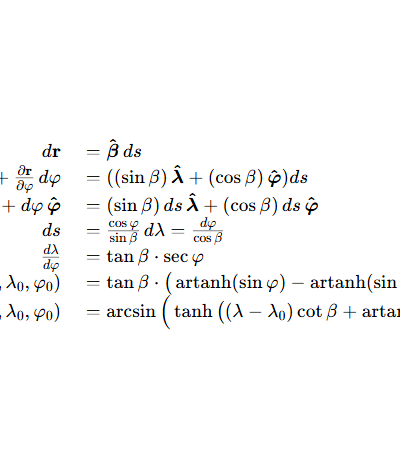 d𝐫 = 𝛃̂ ds
+ ∂𝐫/∂φ dφ = ((sin β) 𝛌̂ + (cos β) 𝛗̂)ds
+ dφ 𝛗̂ = (sin β) ds 𝛌̂ + (cos β) ds 𝛗̂
ds = cos φ/sin β dλ = dφ/cos β
dλ/dφ = tan β · sec φ
, λ₀, φ₀) = tan β · ( artanh(sin φ) − artanh(sin
, λ₀, φ₀) = arcsin ( tanh ((λ − λ₀) cot β + artan